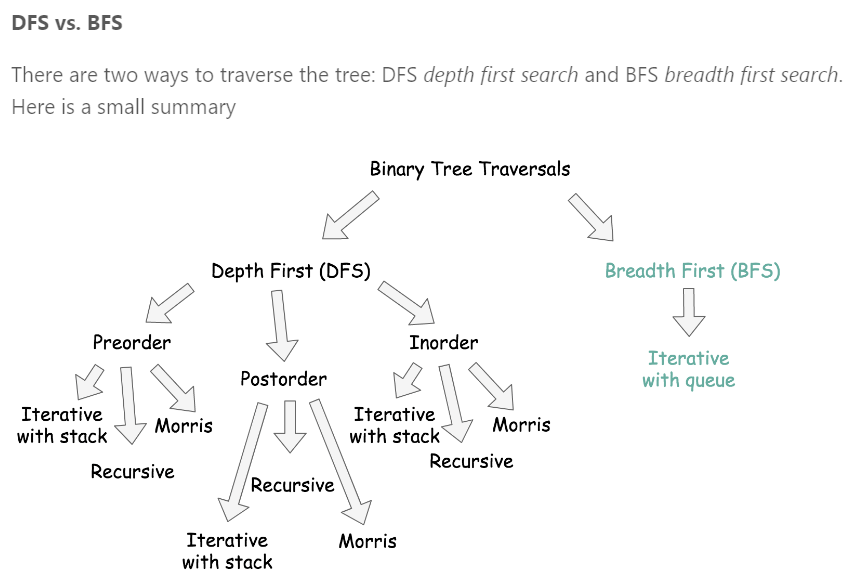 DFS vs. BFS
There are two ways to traverse the tree: DFS depth first search and BFS breadth first search.
Here is a small summary
Binary Tree Traversals
Depth First (DFS)
Breadth First (BFS)
Preorder
Postorder
Inorder
Iterative
with queue
Iterative
with stack
Recursive
Morris
Iterative
with stack
Recursive
Morris
Iterative
with stack
Recursive
Morris